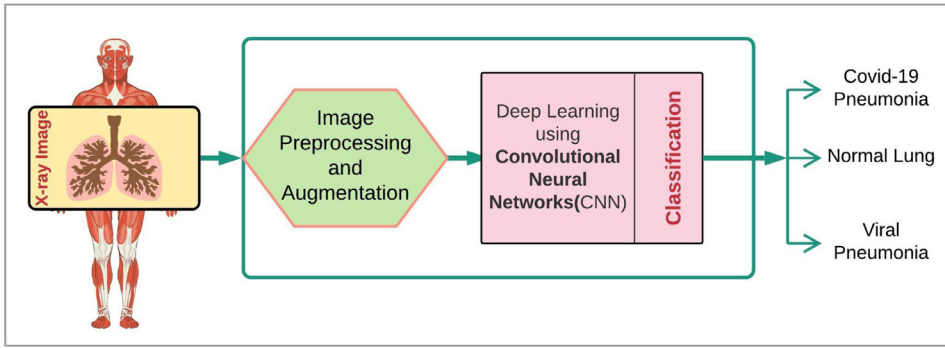 X-ray Image
Image
Preprocessing
and
Augmentation
Deep Learning
using
Convolutional
Neural
Networks(CNN)
Classification
Covid-19
Pneumonia
Normal Lung
Viral
Pneumonia